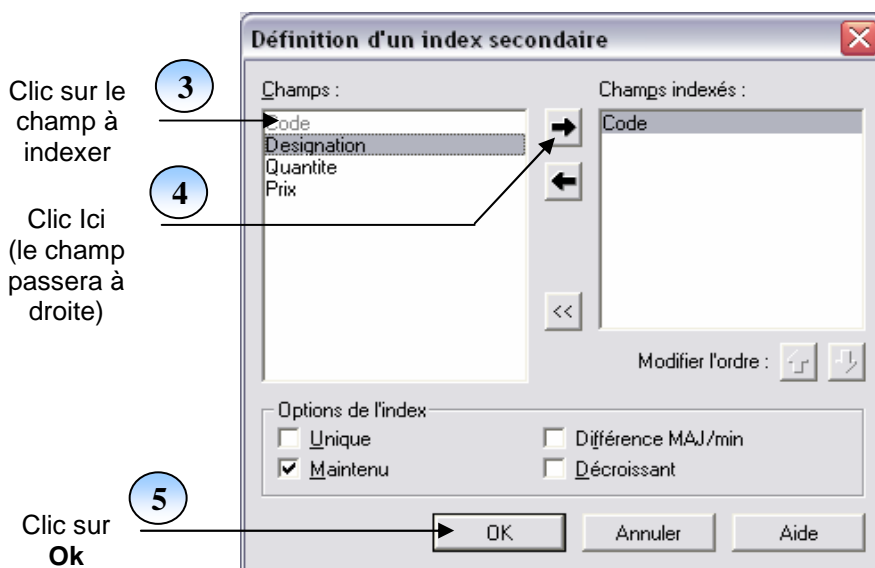 Définition d'un index secondaire
3
Clic sur le
champ à
indexer
Champs :
Champs indexés :
Code
Designation
Quantite
Prix
Code
4
Clic Ici
(le champ
passera à
droite)
<<
Modifier l'ordre :
Options de l'index
Unique
Différence MAJ/min
Maintenu
Décroissant
5
Clic sur
Ok
OK
Annuler
Aide